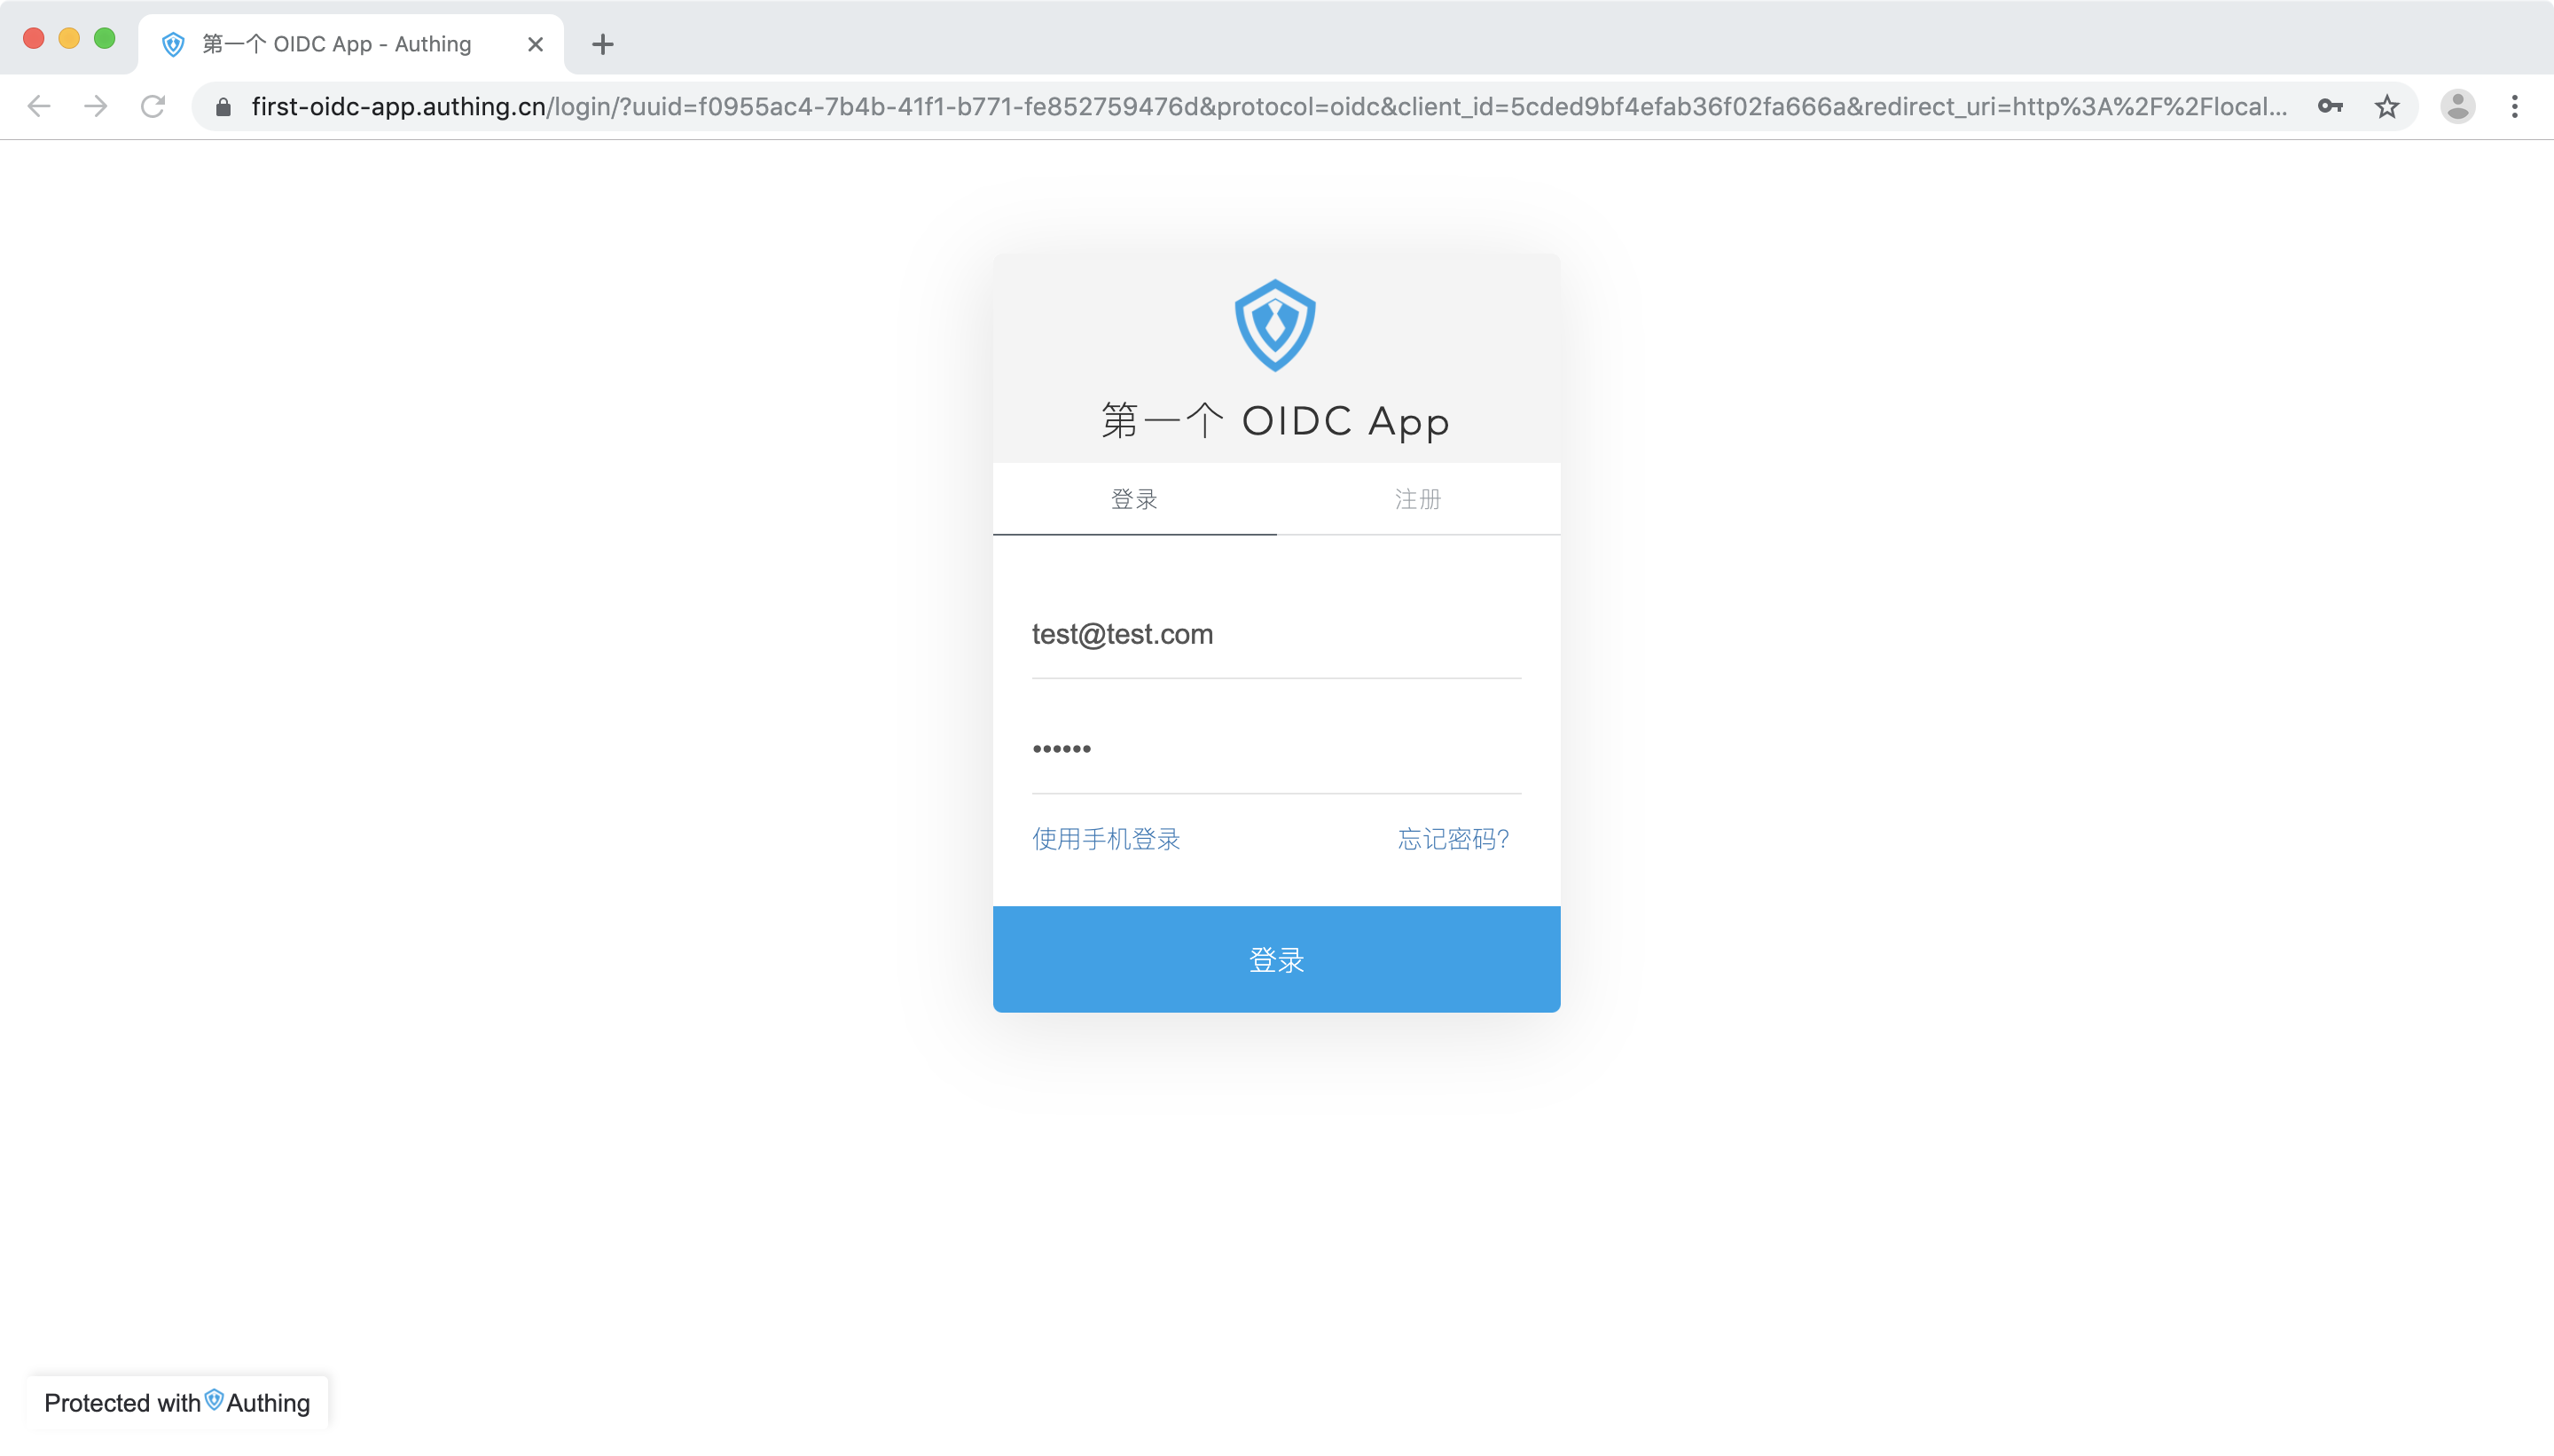 第一个 OIDC App - Authing
first-oidc-app.authing.cn/login/?uuid=f0955ac4-7b4b-41f1-b771-fe852759476d&protocol=oidc&client_id=5cded9bf4efab36f02fa666a&redirect_uri=http%3A%2F%2Flocal...
第一个 OIDC App
登录 注册
test@test.com
••••••
使用手机登录 忘记密码?
登录
Protected with Authing